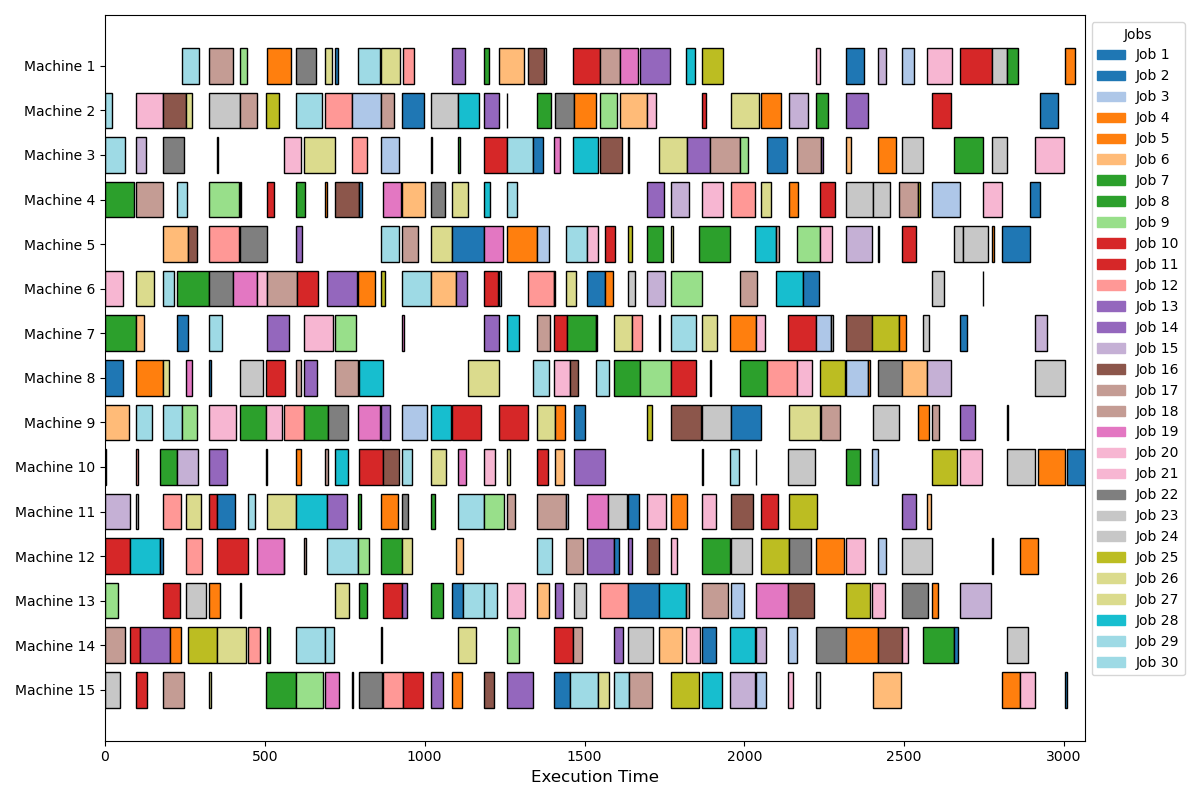 Machine 1
Machine 2
Machine 3
Machine 4
Machine 5
Machine 6
Machine 7
Machine 8
Machine 9
Machine 10
Machine 11
Machine 12
Machine 13
Machine 14
Machine 15
0 500 1000 1500 2000 2500 3000
Execution Time
Jobs
Job 1
Job 2
Job 3
Job 4
Job 5
Job 6
Job 7
Job 8
Job 9
Job 10
Job 11
Job 12
Job 13
Job 14
Job 15
Job 16
Job 17
Job 18
Job 19
Job 20
Job 21
Job 22
Job 23
Job 24
Job 25
Job 26
Job 27
Job 28
Job 29
Job 30